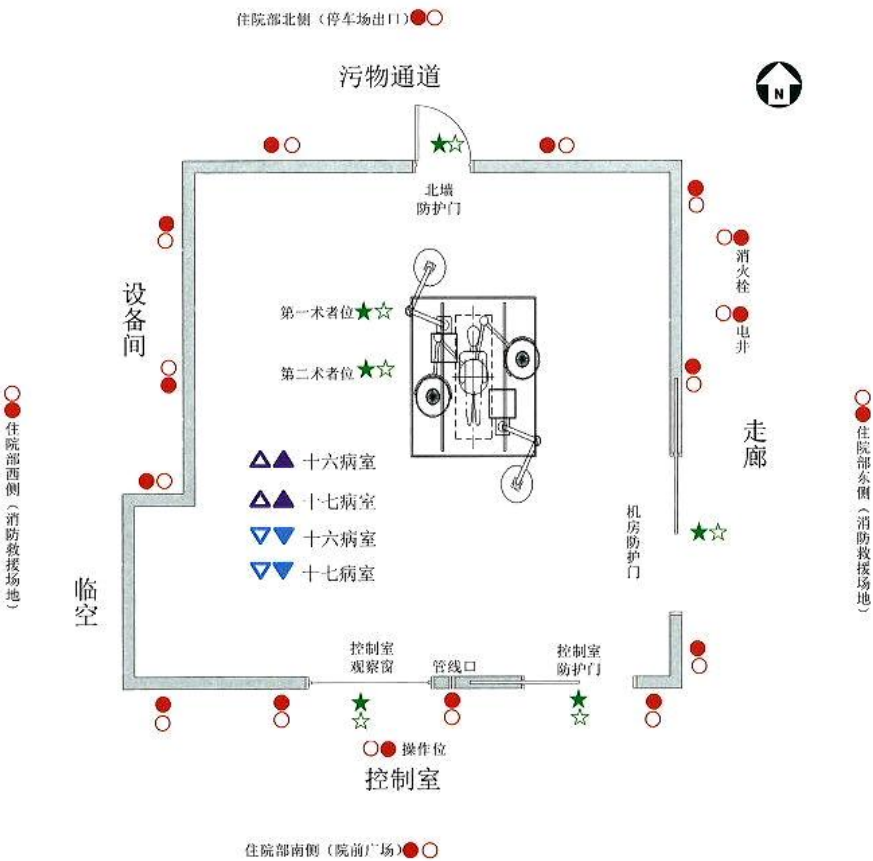 住院部北侧（停车场出口）
污物通道
N
北墙
防护门
消火栓
设备间
第一术者位
电井
第二术者位
走廊
住院部西侧（消防救援场地）
住院部东侧（消防救援场地）
十六病室
十七病室
十六病室
十七病室
机房防护门
临空
控制室
观察窗
管线口
控制室
防护门
操作位
控制室
住院部南侧（院前广场）